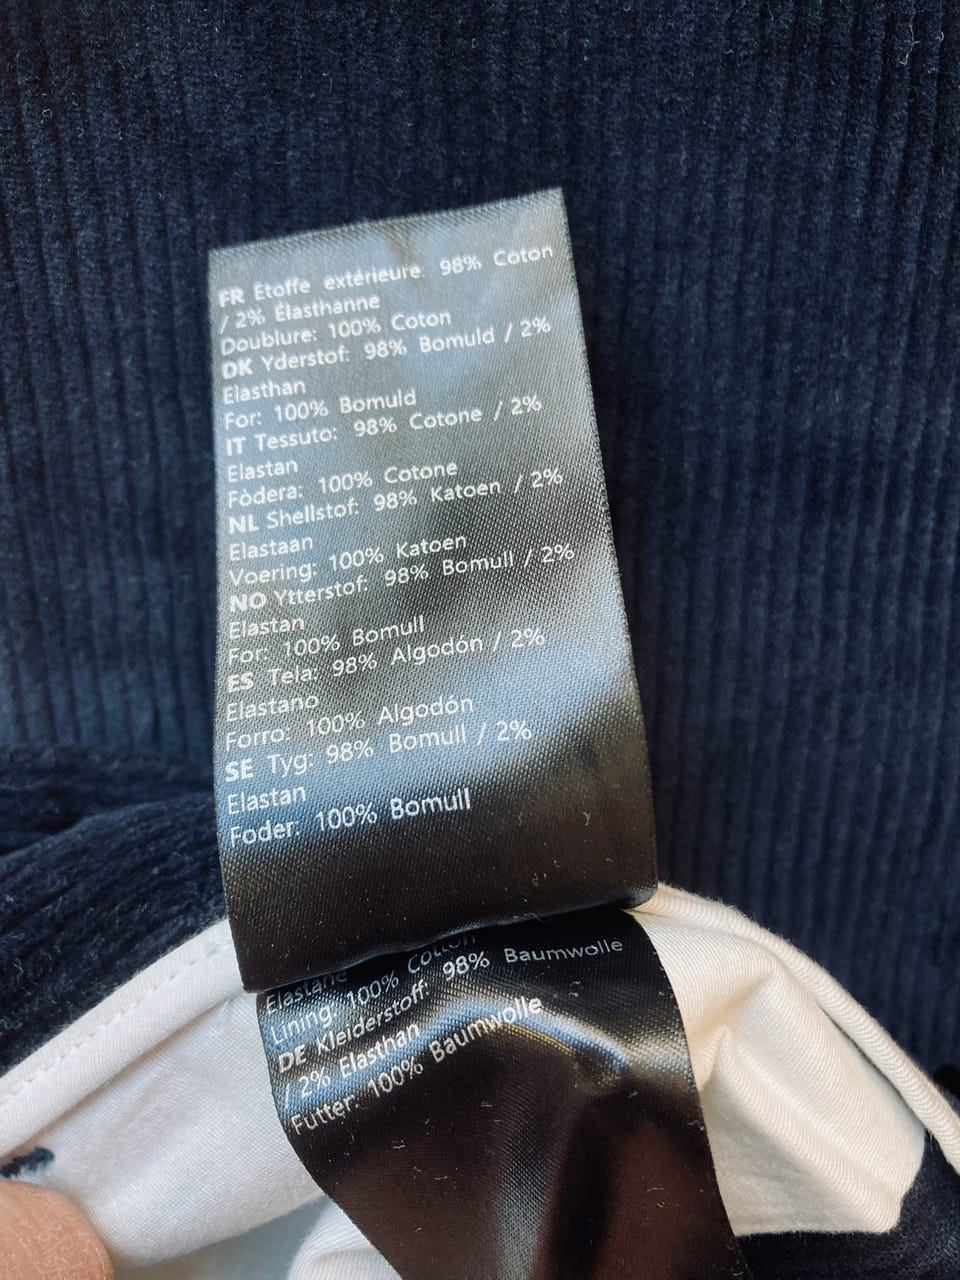 FR Etoffe extérieure: 98% Coton
/ 2% Élasthanne
Doublure: 100% Coton
DK Yderstof: 98% Bomuld / 2%
Elasthan
For: 100% Bomuld
IT Tessuto: 98% Cotone / 2%
Elastan
Fòdera: 100% Cotone
NL Shellstof: 98% Katoen / 2%
Elastaan
Voering: 100% Katoen
NO Ytterstof: 98% Bomull / 2%
Elastan
For: 100% Bomull
ES Tela: 98% Algodón / 2%
Elastano
Forro: 100% Algodón
SE Tyg: 98% Bomull / 2%
Elastan
Foder: 100% Bomull
Elastane
Lining: 100% Cotton
DE Kleiderstoff: 98% Baumwolle
/ 2% Elasthan
Futter: 100% Baumwolle